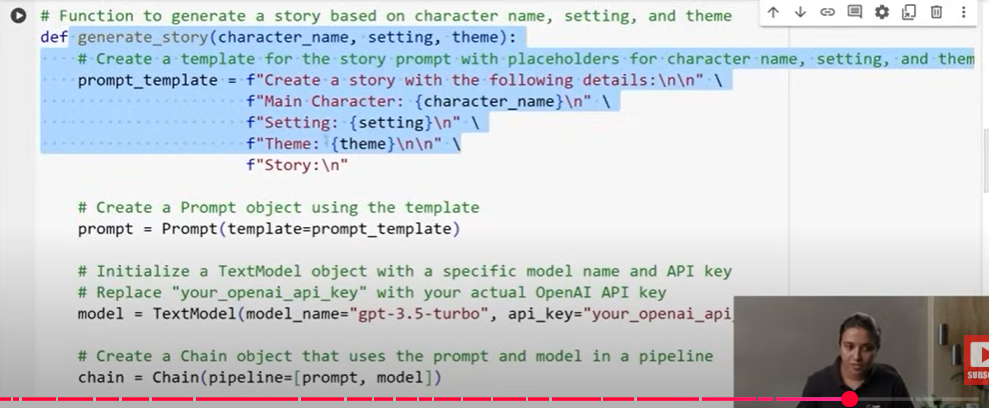 # Function to generate a story based on character name, setting, and theme
def generate_story(character_name, setting, theme):
# Create a template for the story prompt with placeholders for character name, setting, and them
prompt_template = f"Create a story with the following details:\n\n" \
f"Main Character: {character_name}\n" \
f"Setting: {setting}\n" \
f"Theme: {theme}\n\n" \
f"Story:\n"
# Create a Prompt object using the template
prompt = Prompt(template=prompt_template)
# Initialize a TextModel object with a specific model name and API key
# Replace "your_openai_api_key" with your actual OpenAI API key
model = TextModel(model_name="gpt-3.5-turbo", api_key="your_openai_api_
# Create a Chain object that uses the prompt and model in a pipeline
chain = Chain(pipeline=[prompt, model])
SUBSC